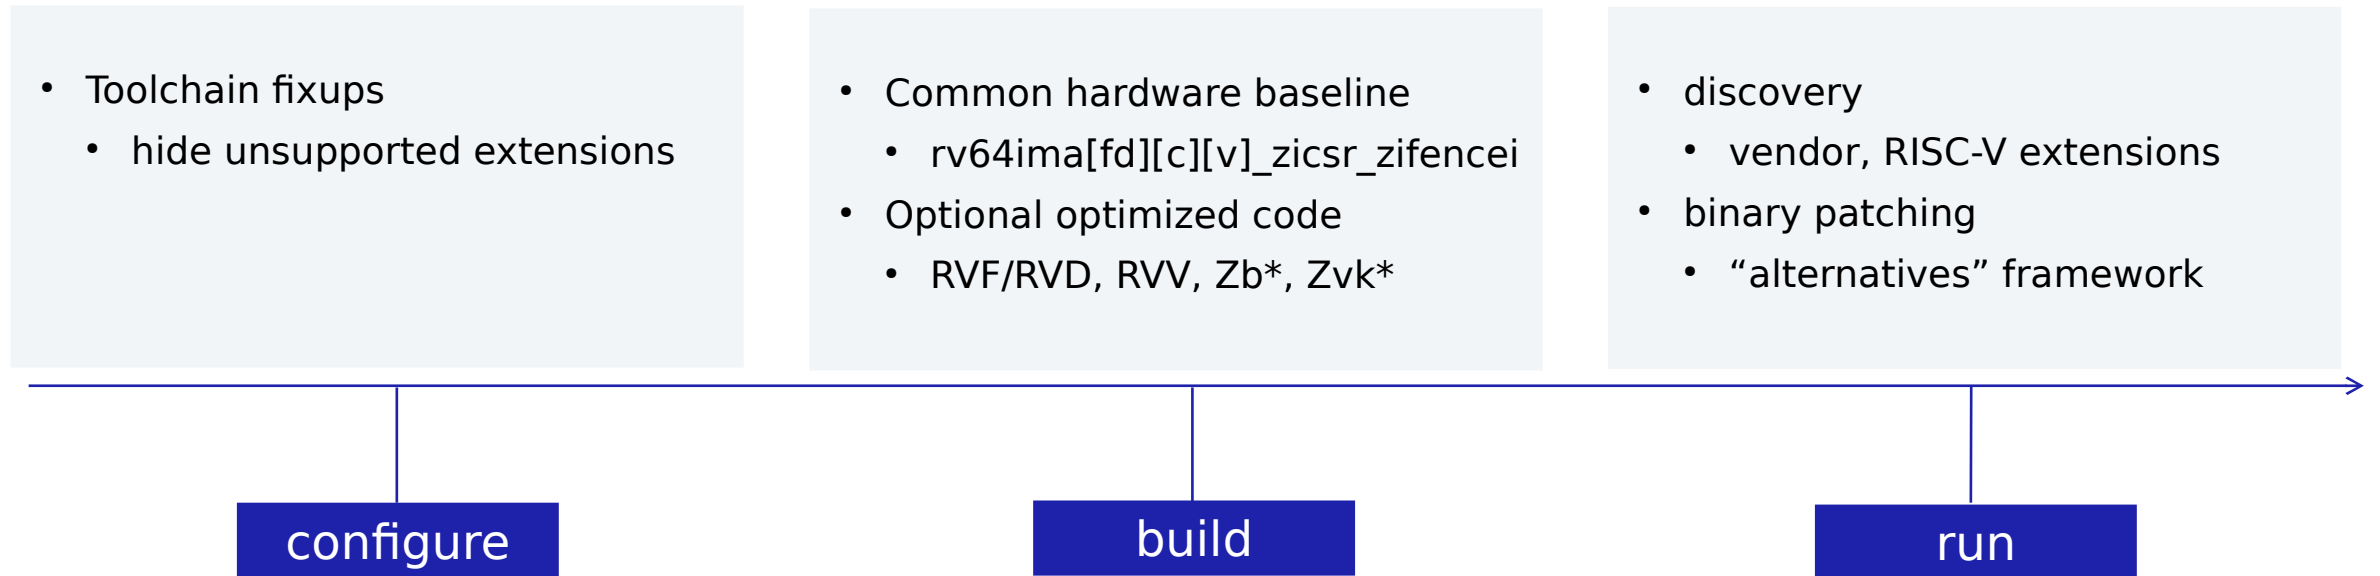 • Toolchain fixups
• hide unsupported extensions
• Common hardware baseline
• rv64ima[fd][c][v]_zicsr_zifencei
• Optional optimized code
• RVF/RVD, RVV, Zb*, Zvk*
• discovery
• vendor, RISC-V extensions
• binary patching
• “alternatives” framework
configure
build
run